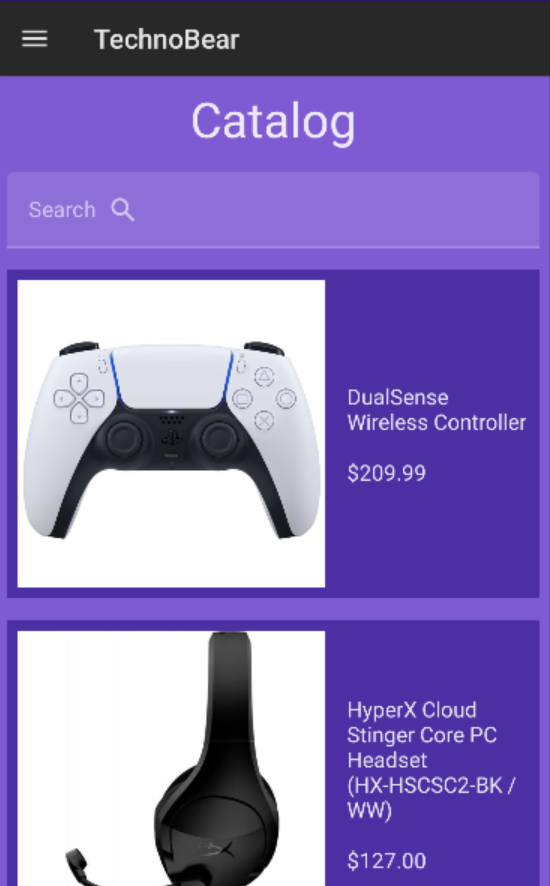 TechnoBear
Catalog
Search
DualSense
Wireless Controller
$209.99
HyperX Cloud
Stinger Core PC
Headset
(HX-HSCSC2-BK /
WW)
$127.00